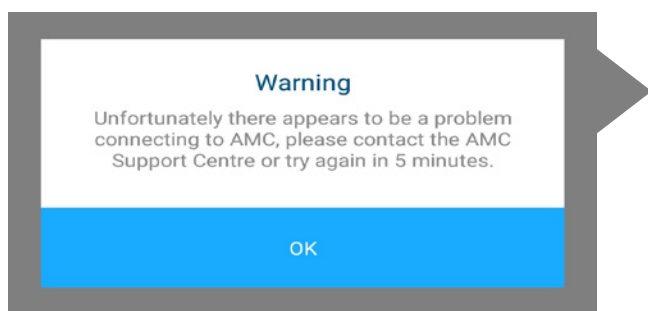 Warning
Unfortunately there appears to be a problem
connecting to AMC, please contact the AMC
Support Centre or try again in 5 minutes.
OK